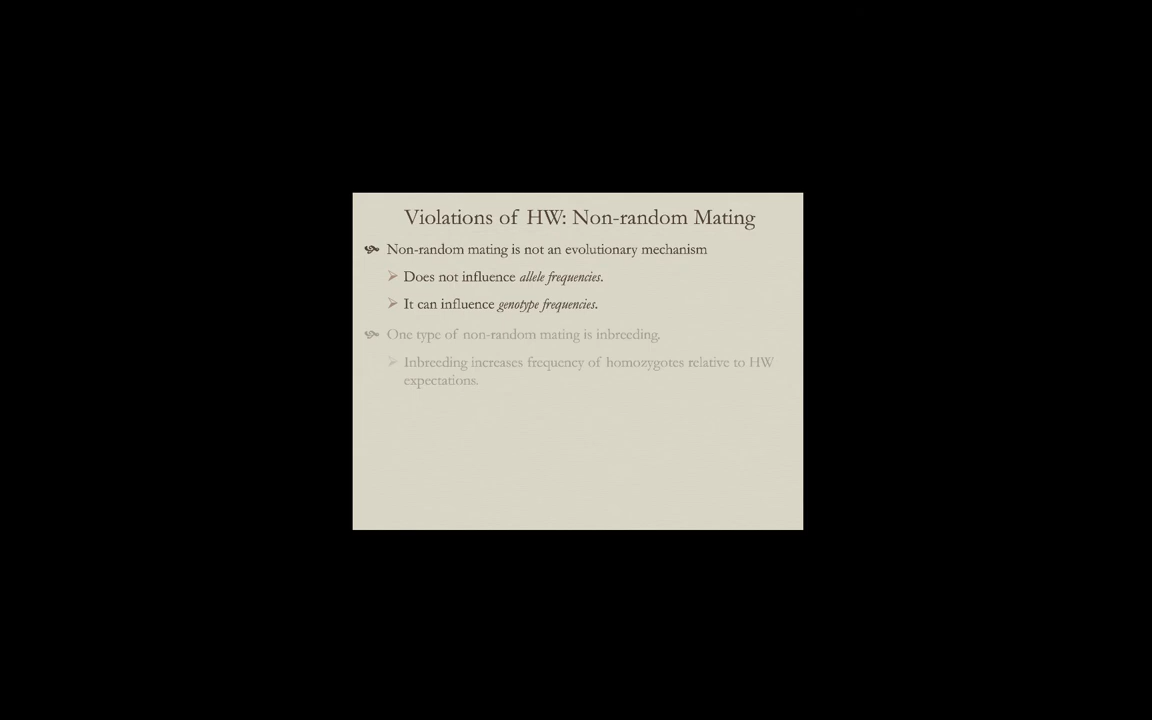 Violations of HW: Non-random Mating
Non-random mating is not an evolutionary mechanism
Does not influence allele frequencies.
It can influence genotype frequencies.
One type of non-random mating is inbreeding.
Inbreeding increases frequency of homozygotes relative to HW
expectations.